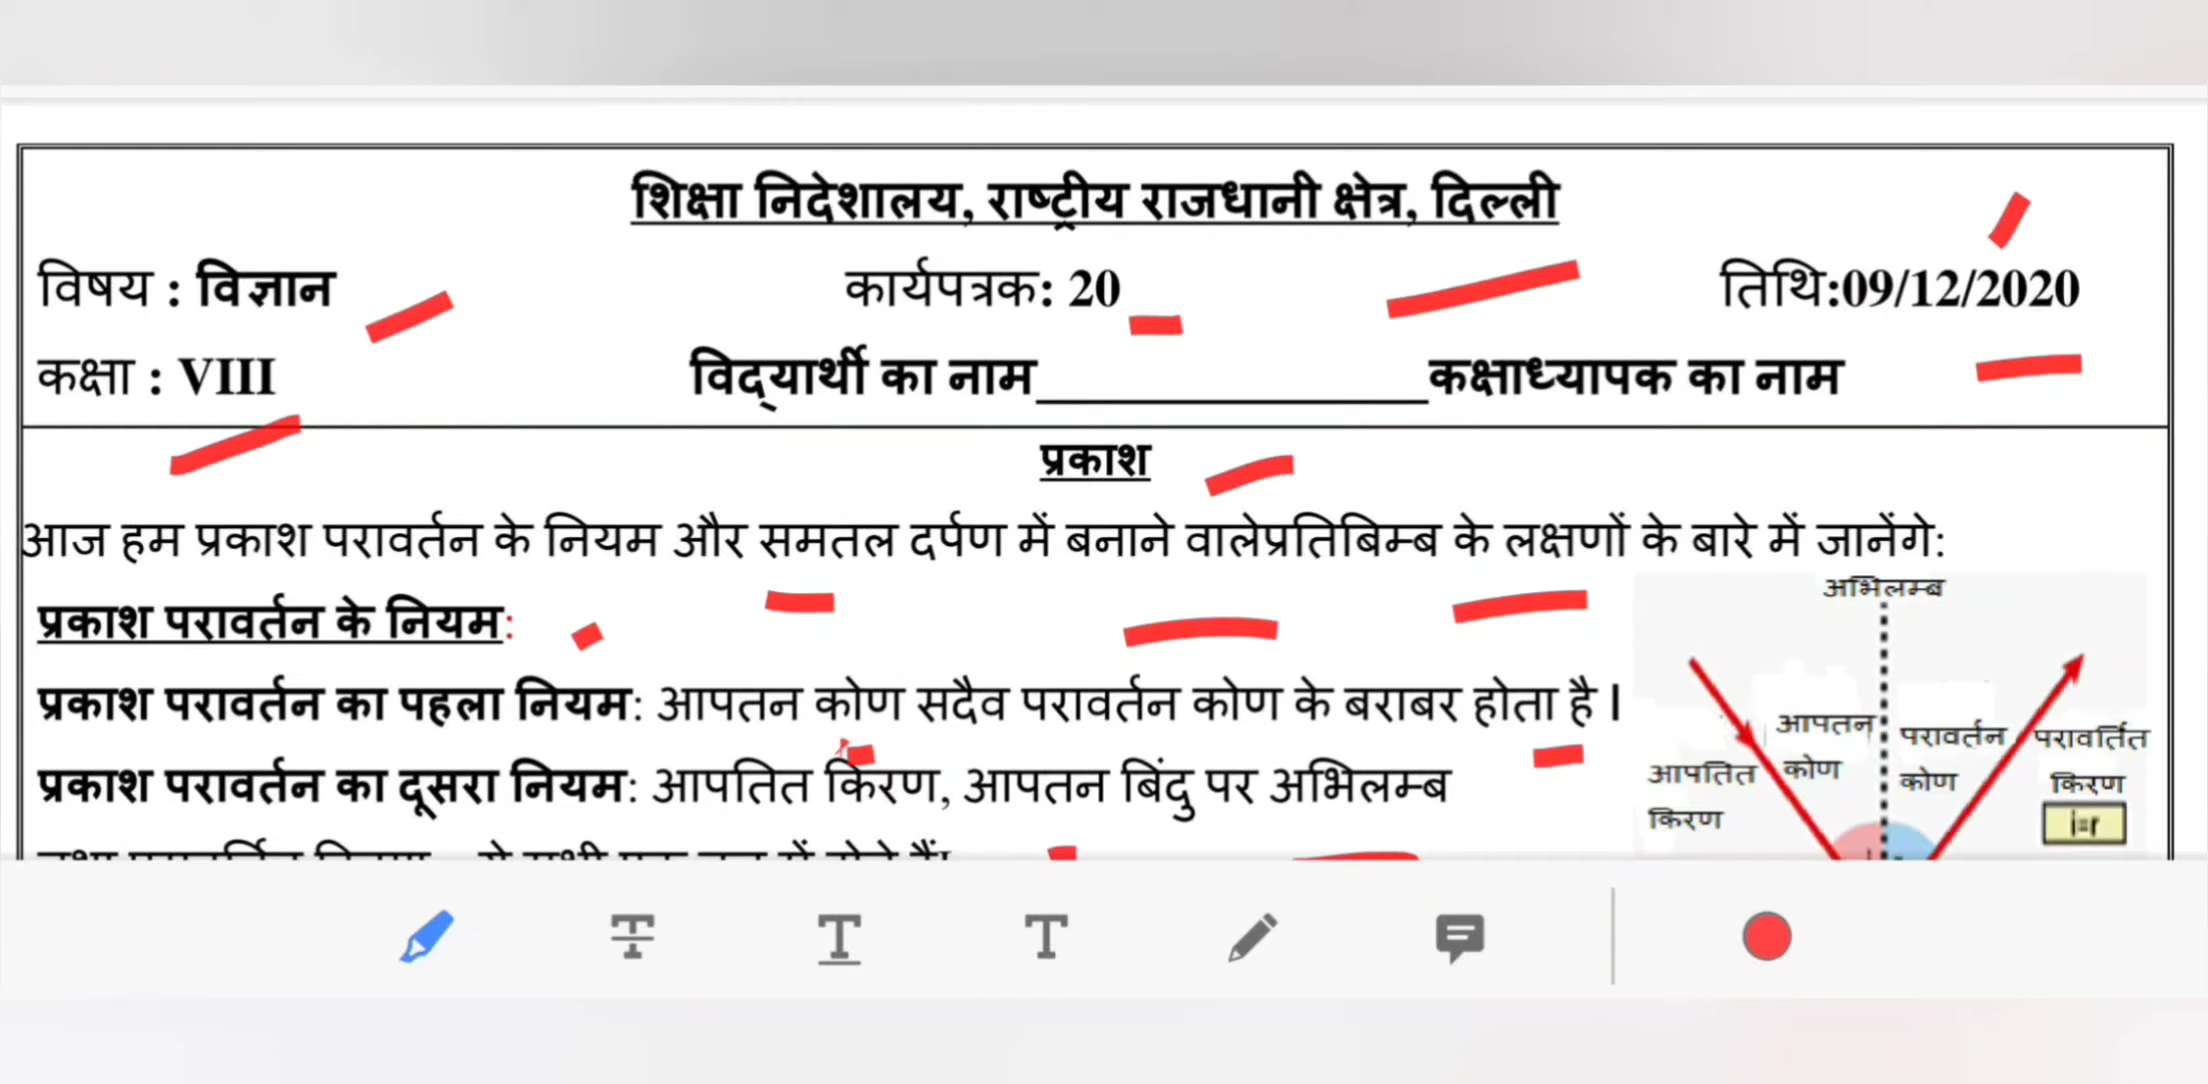 शिक्षा निदेशालय, राष्ट्रीय राजधानी क्षेत्र, दिल्ली
विषय : विज्ञान कार्यपत्रक: 20 तिथि:09/12/2020
कक्षा : VIII विद्यार्थी का नाम_______________कक्षाध्यापक का नाम
प्रकाश
आज हम प्रकाश परावर्तन के नियम और समतल दर्पण में बनाने वालेप्रतिबिम्ब के लक्षणों के बारे में जानेंगे:
प्रकाश परावर्तन के नियम:
प्रकाश परावर्तन का पहला नियम: आपतन कोण सदैव परावर्तन कोण के बराबर होता है।
प्रकाश परावर्तन का दूसरा नियम: आपतित किरण, आपतन बिंदु पर अभिलम्ब
अभिलम्ब
आपतित किरण
आपतन कोण
परावर्तन कोण
परावर्तित किरण
i=r